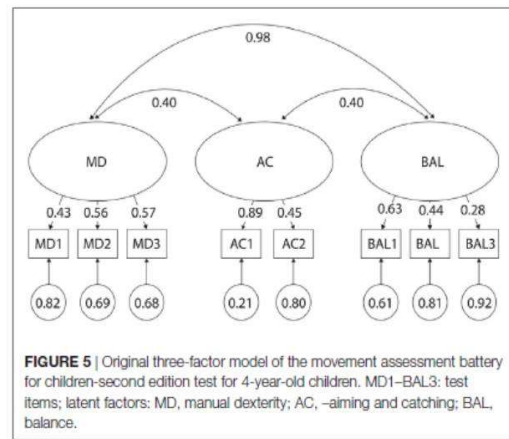 0.98
0.40 0.40
MD AC BAL
0.43 0.56 0.57 0.89 0.45 0.63 0.44 0.28
MD1 MD2 MD3 AC1 AC2 BAL1 BAL BAL3
0.82 0.69 0.68 0.21 0.80 0.61 0.81 0.92
FIGURE 5 | Original three-factor model of the movement assessment battery
for children-second edition test for 4-year-old children. MD1–BAL3: test
items; latent factors: MD, manual dexterity; AC, –aiming and catching; BAL,
balance.